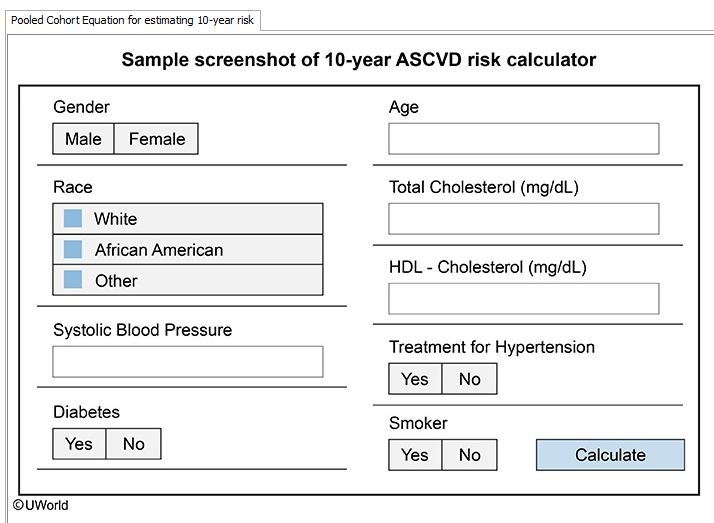 Pooled Cohort Equation for estimating 10-year risk
Sample screenshot of 10-year ASCVD risk calculator
Gender
Male Female
Race
White
African American
Other
Systolic Blood Pressure
Diabetes
Yes No
Age
Total Cholesterol (mg/dL)
HDL - Cholesterol (mg/dL)
Treatment for Hypertension
Yes No
Smoker
Yes No Calculate
©UWorld